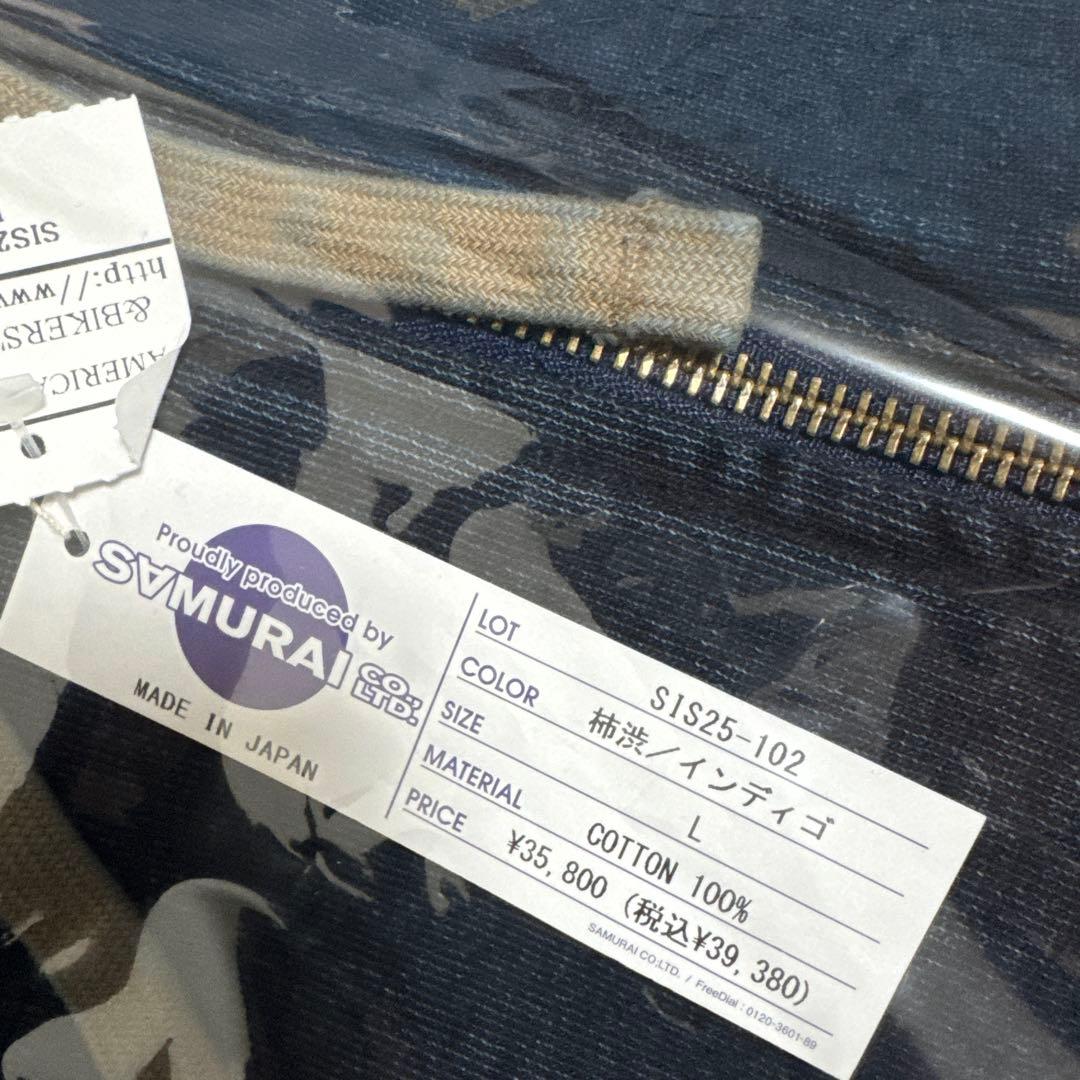 SIS2
http://www
&BIKERS
AMERICA
Proudly produced by
SAMURAI CO.,
LTD.
MADE IN JAPAN
LOT SIS25-102
COLOR 柿渋／インディゴ
SIZE L
MATERIAL COTTON 100%
PRICE ¥35,800 (税込¥39,380)
SAMURAI CO.,LTD. / FreeDial : 0120-3601-89